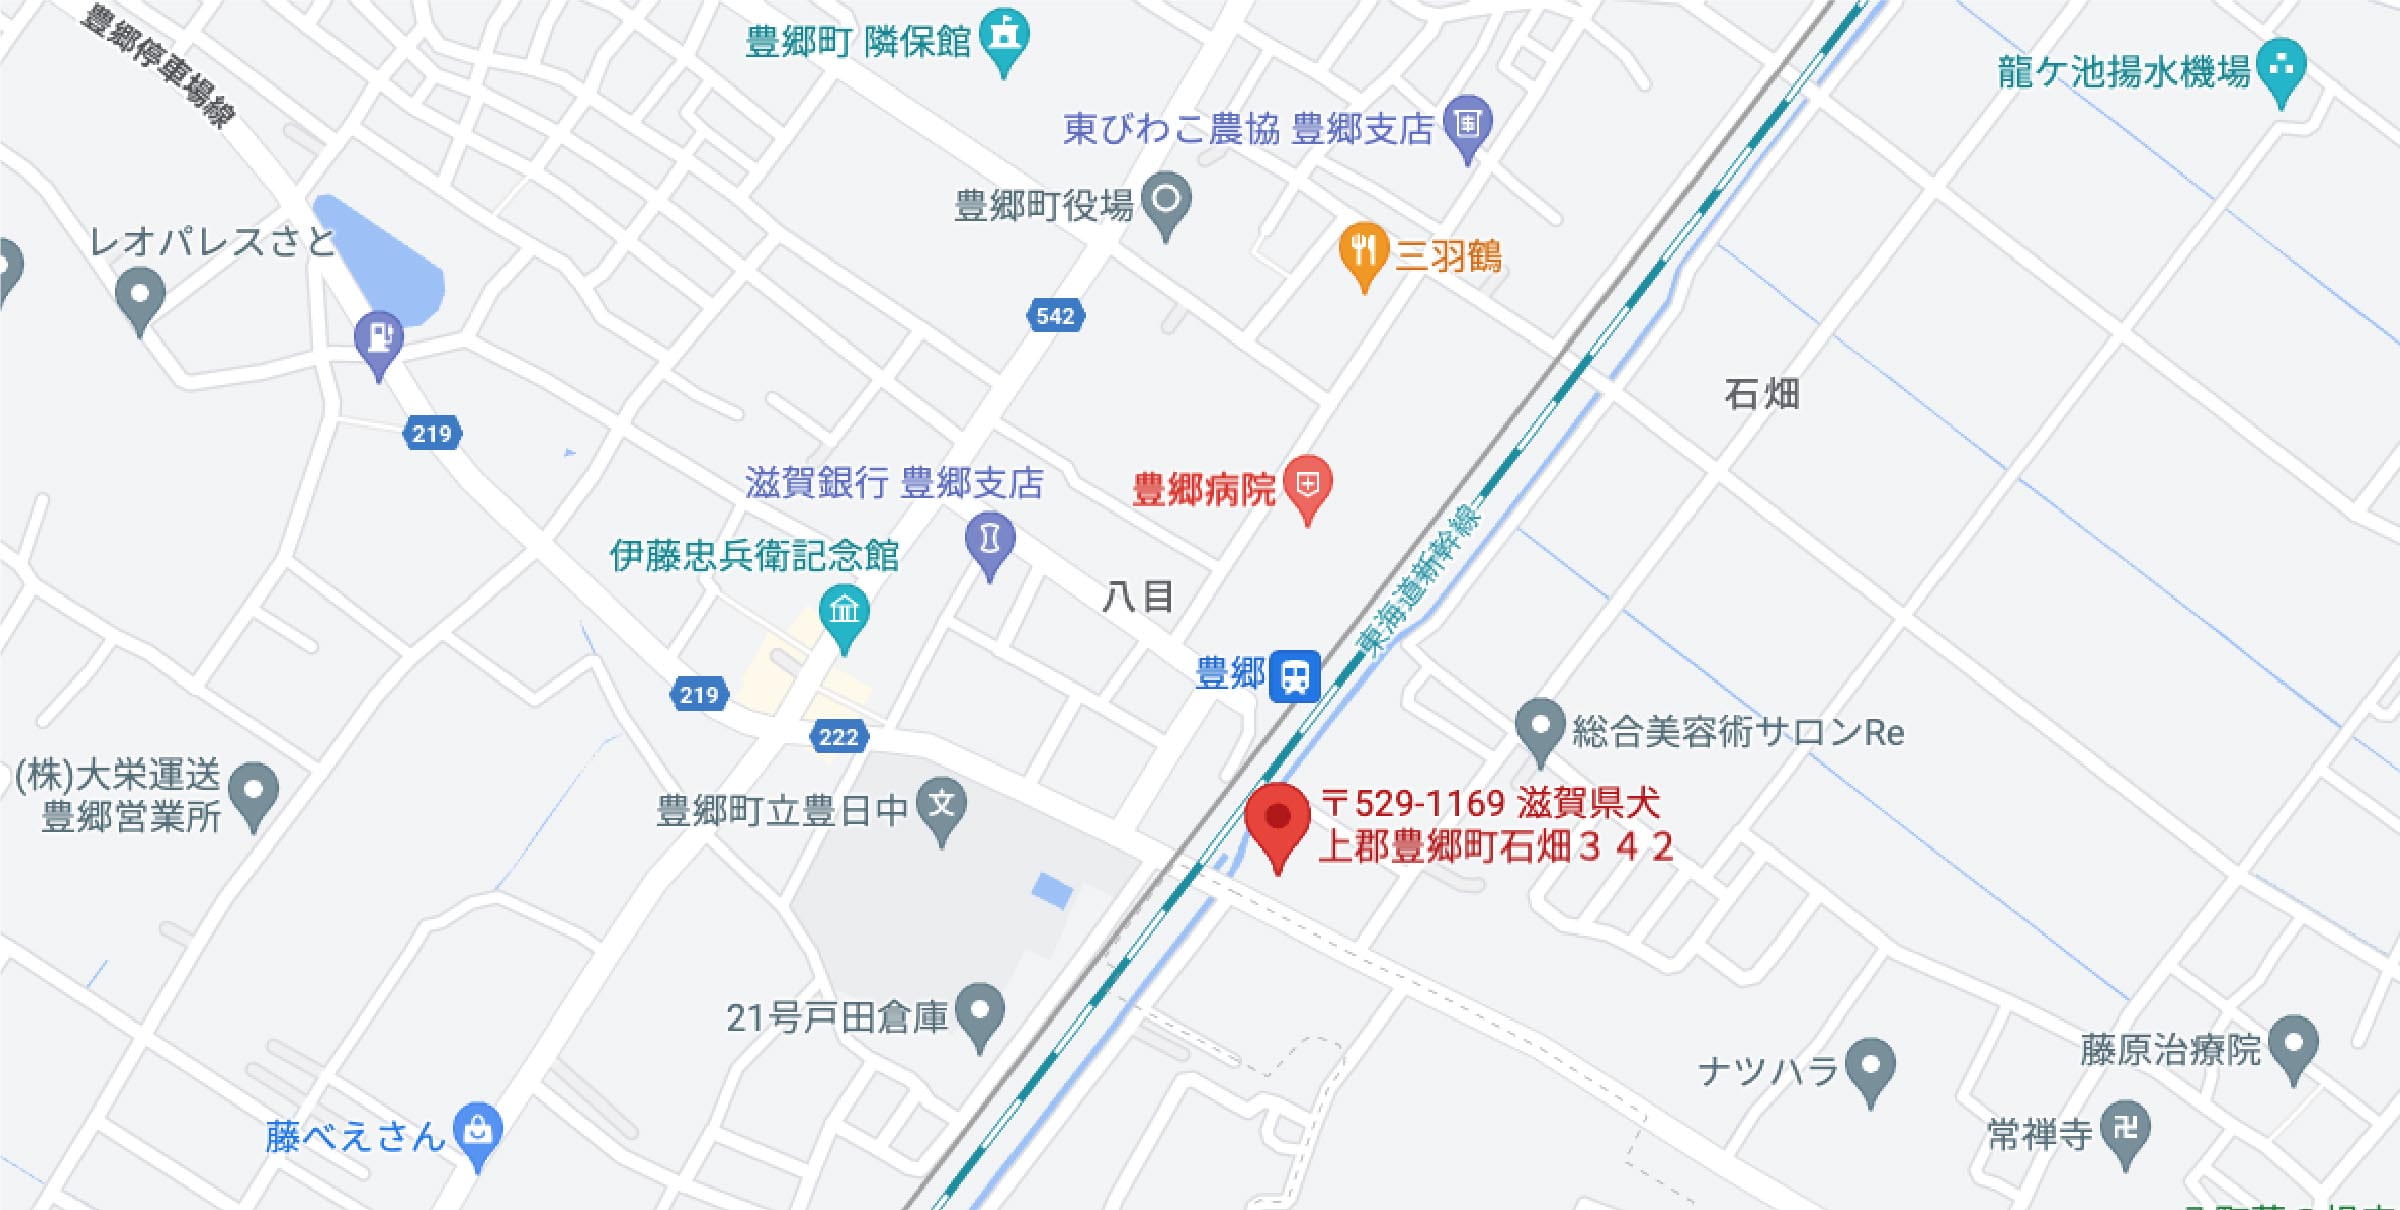 豊郷停車場線
豊郷町 隣保館
龍ケ池揚水機場
東びわこ農協 豊郷支店
豊郷町役場
レオパレスさと
三羽鶴
542
石畑
219
滋賀銀行 豊郷支店
豊郷病院
伊藤忠兵衛記念館
八目
東海道新幹線
豊郷
219
222
総合美容術サロンRe
(株)大栄運送
豊郷営業所
豊郷町立豊日中
文
〒529-1169 滋賀県犬
上郡豊郷町石畑３４２
21号戸田倉庫
藤原治療院
ナツハラ
常禅寺
藤べえさん